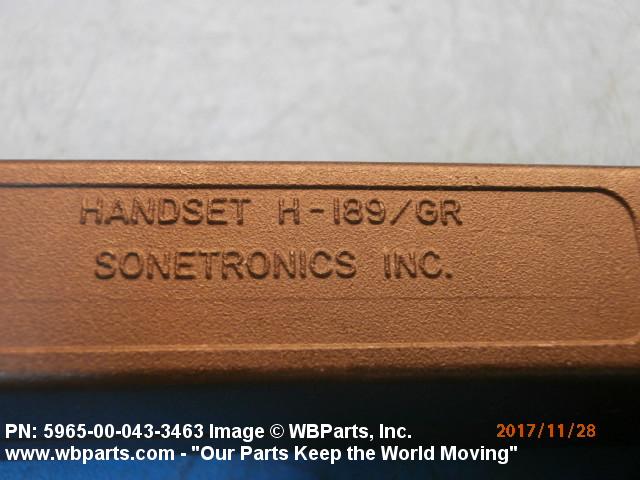 HANDSET H-189/GR
SONETRONICS INC.
PN: 5965-00-043-3463 Image © WBParts, Inc.
2017/11/28
www.wbparts.com - "Our Parts Keep the World Moving"